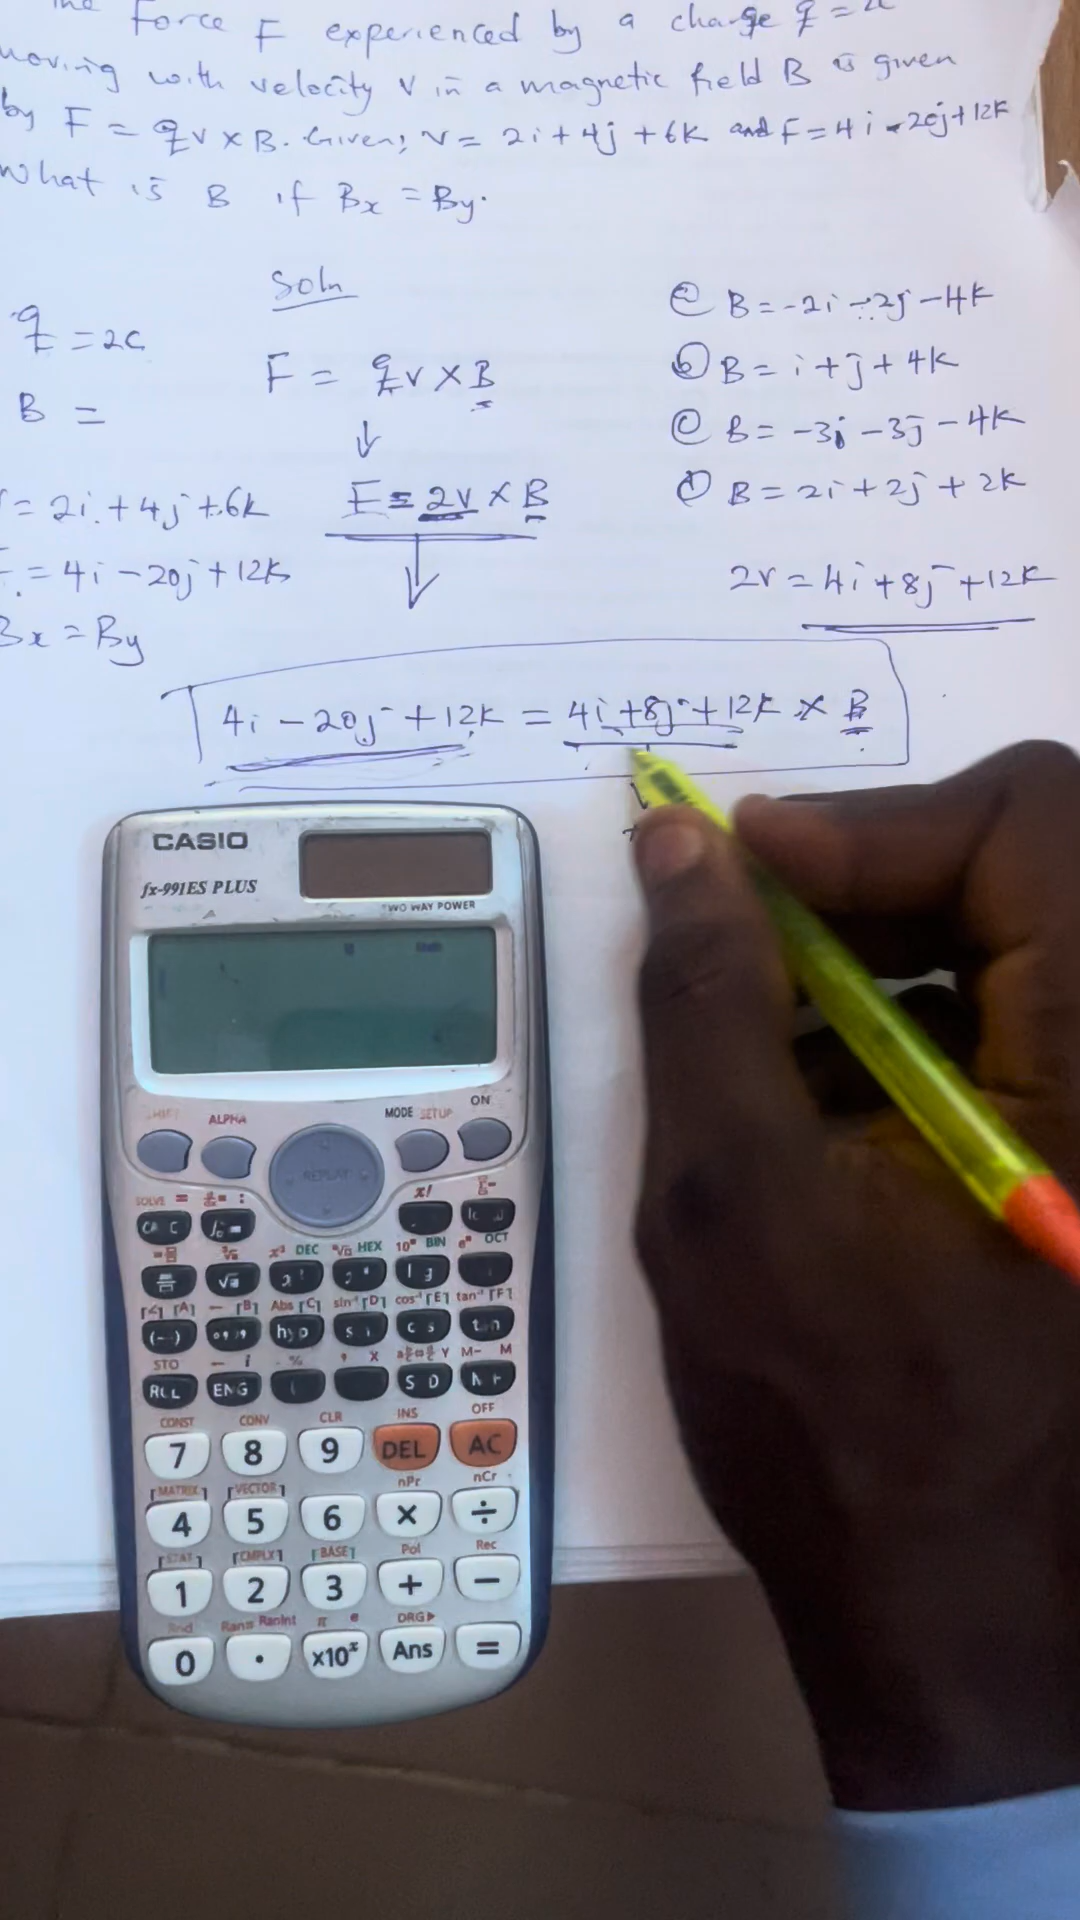 Force F experienced by a charge q = 2c
moving with velocity v in a magnetic field B is given
by F = qv × B. Given; v = 2i + 4j + 6k and F = 4i - 20j + 12k
What is B if Bx = By.
Soln
q = 2c
B =
= 2i + 4j + 6k
= 4i - 20j + 12k
Bx = By
F = qv × B
↓
F = 2v × B
(a) B = -2i - 2j - 4k
(b) B = i + j + 4k
(c) B = -3i - 3j - 4k
(d) B = 2i + 2j + 2k
2v = 4i + 8j + 12k
4i - 20j + 12k = 4i + 8j + 12k × B
CASIO
fx-991ES PLUS
TWO WAY POWER
SHIFT ALPHA MODE SETUP ON
REPLAY
SOLVE = : x!
DEC HEX BIN OCT
[A] [B] Abs [C] sin⁻¹ [D] cos⁻¹ [E] tan⁻¹ [F]
(−) hyp
STO i % , X Y M- M
ENG
CONST CONV CLR INS OFF
7 8 9 DEL AC
[MATRIX] [VECTOR] nPr nCr
4 5 6 × ÷
[STAT] [CMPLX] [BASE] Pol Rec
1 2 3 + −
Rnd Ran# RanInt π e DRG▶
0 . ×10ˣ Ans =